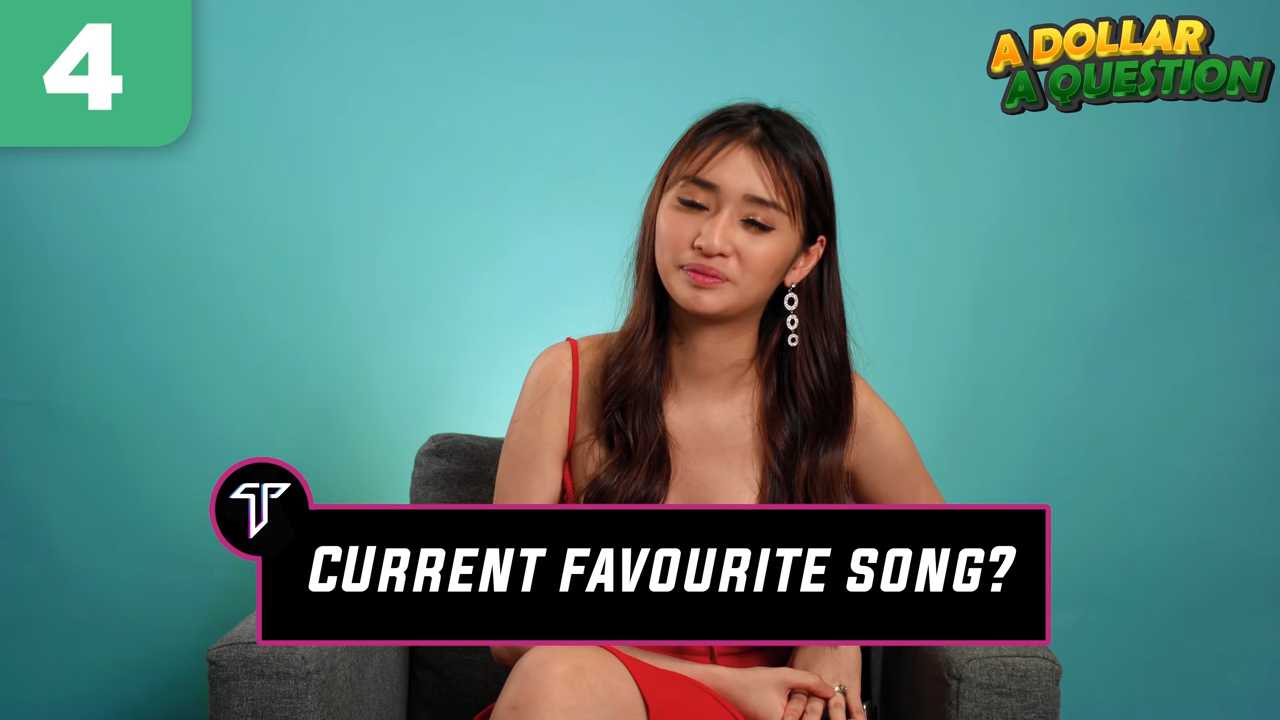 4
A DOLLAR
A QUESTION
T
CURRENT FAVOURITE SONG?